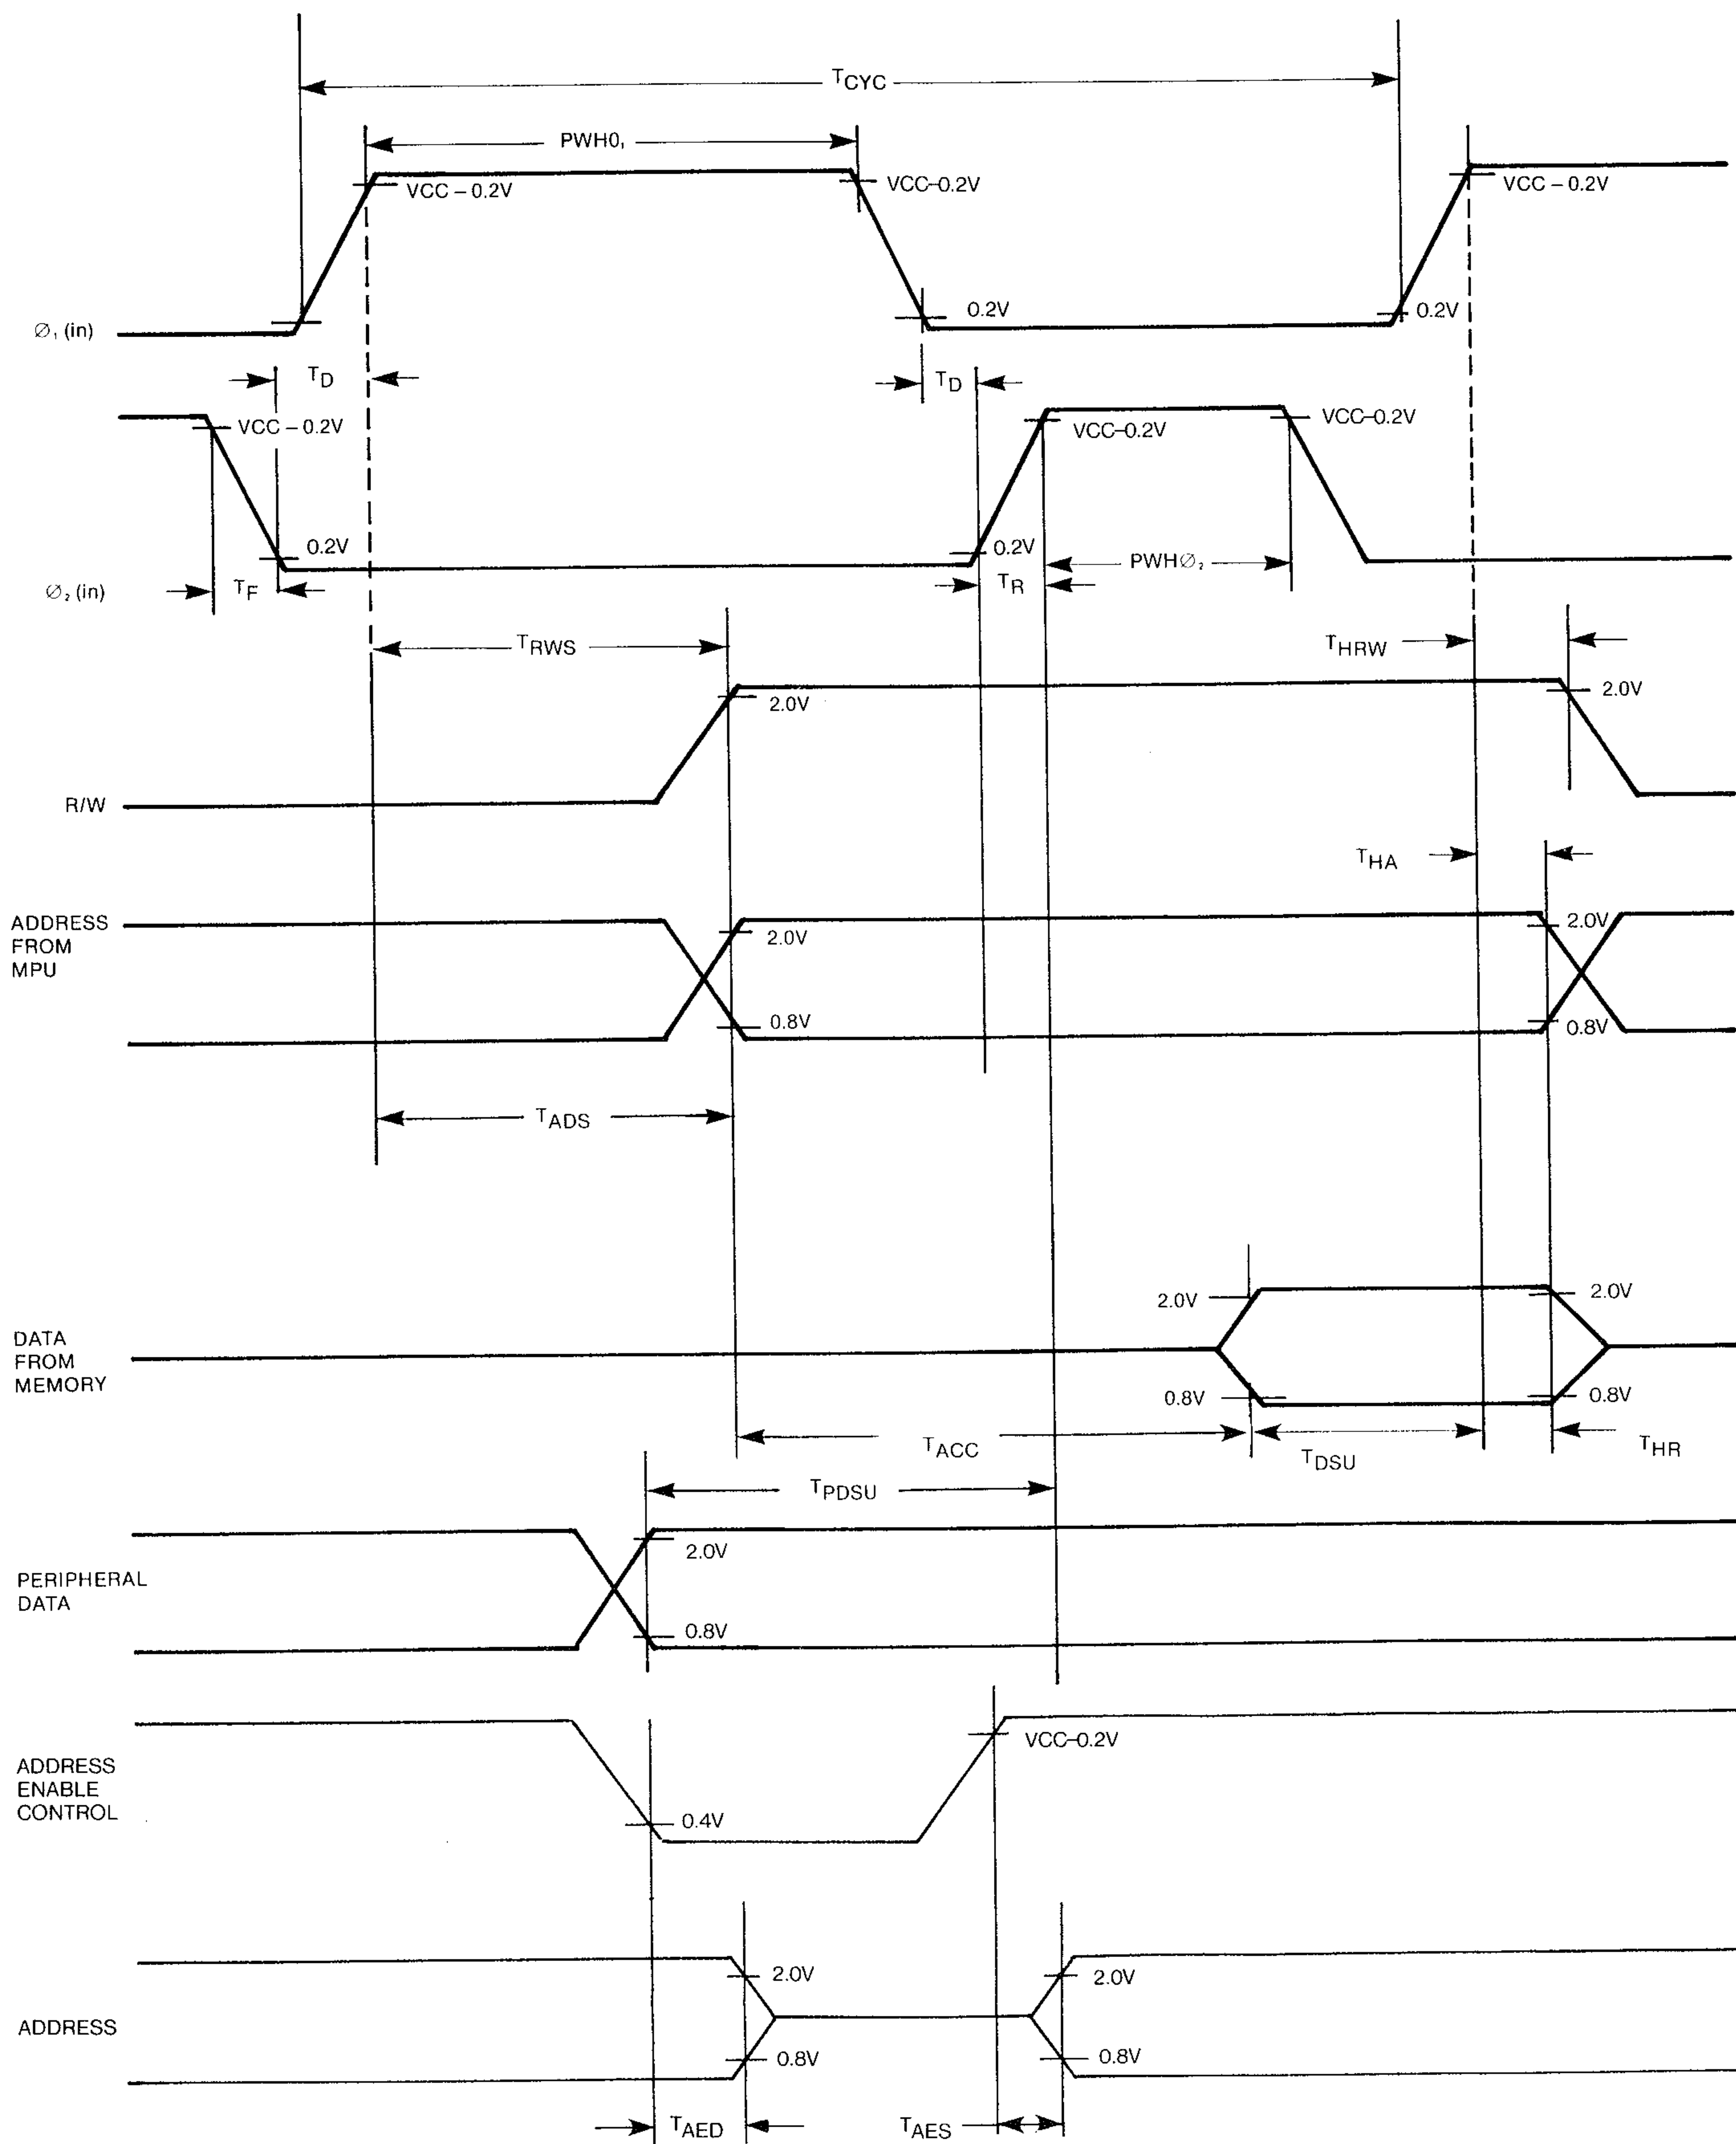 TCYC
PWH0₁
VCC – 0.2V
VCC–0.2V
VCC – 0.2V
0.2V
0.2V
∅₁ (in)
TD
TD
VCC – 0.2V
VCC–0.2V
VCC–0.2V
0.2V
0.2V
PWH∅₂
∅₂ (in)
TF
TR
TRWS
THRW
2.0V
2.0V
R/W
THA
ADDRESS
FROM
MPU
2.0V
2.0V
0.8V
0.8V
TADS
2.0V
2.0V
DATA
FROM
MEMORY
0.8V
0.8V
TACC
TDSU
THR
TPDSU
2.0V
PERIPHERAL
DATA
0.8V
VCC–0.2V
ADDRESS
ENABLE
CONTROL
0.4V
2.0V
2.0V
ADDRESS
0.8V
0.8V
TAED
TAES